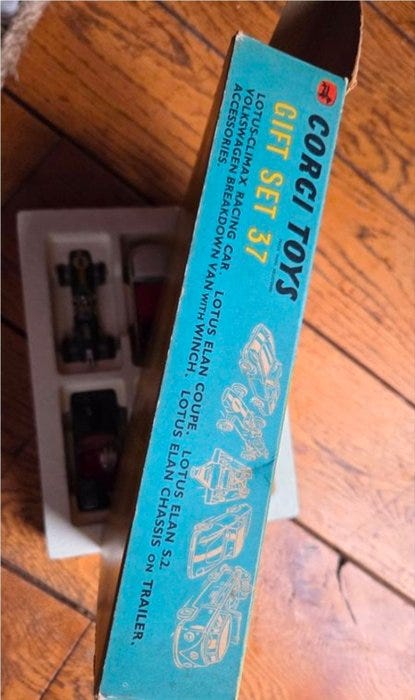 CORGI TOYS
GIFT SET 37
LOTUS-CLIMAX RACING CAR. LOTUS ELAN COUPE. LOTUS ELAN S.2.
VOLKSWAGEN BREAKDOWN VAN WITH WINCH. LOTUS ELAN CHASSIS ON TRAILER.
ACCESSORIES.